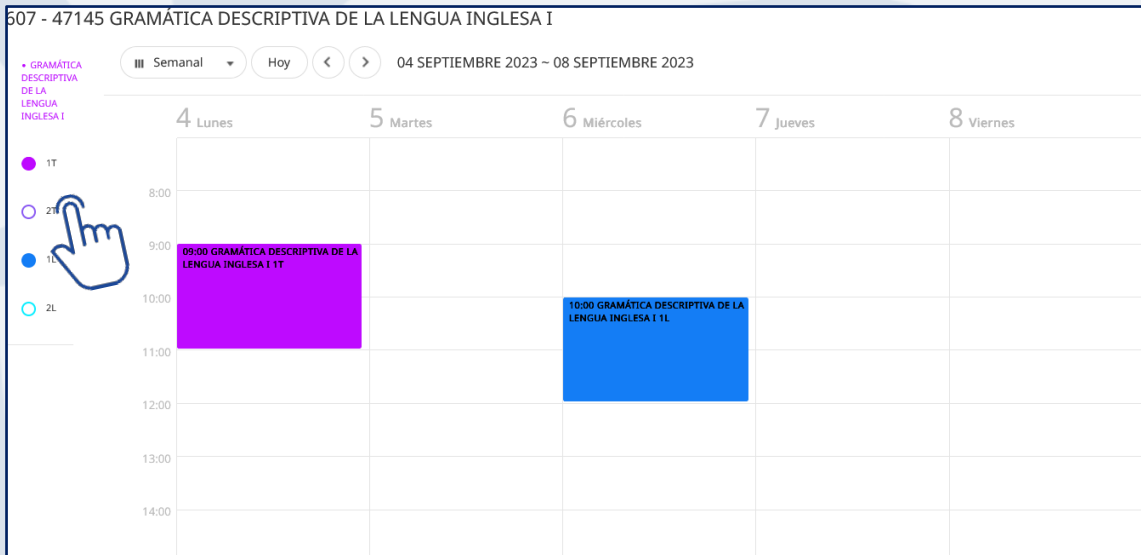 607 - 47145 GRAMÁTICA DESCRIPTIVA DE LA LENGUA INGLESA I
• GRAMÁTICA
DESCRIPTIVA
DE LA
LENGUA
INGLESA I
Semanal
Hoy
04 SEPTIEMBRE 2023 ~ 08 SEPTIEMBRE 2023
4 Lunes
5 Martes
6 Miércoles
7 Jueves
8 Viernes
1T
2T
1L
2L
8:00
9:00
09:00 GRAMÁTICA DESCRIPTIVA DE LA
LENGUA INGLESA I 1T
10:00
10:00 GRAMÁTICA DESCRIPTIVA DE LA
LENGUA INGLESA I 1L
11:00
12:00
13:00
14:00